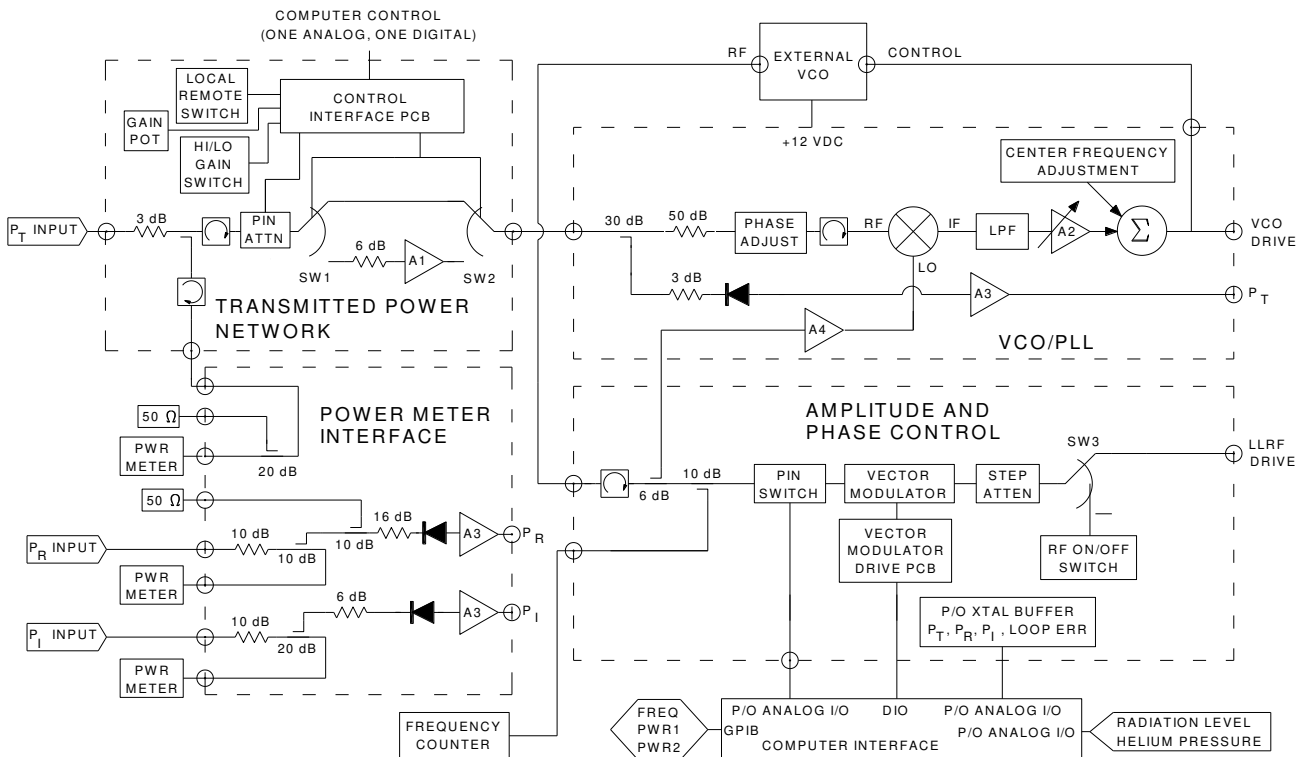 COMPUTER CONTROL
(ONE ANALOG, ONE DIGITAL)
LOCAL
REMOTE
SWITCH
GAIN
POT
HI/LO
GAIN
SWITCH
CONTROL
INTERFACE PCB
P_T INPUT
3 dB
PIN
ATTN
SW1
6 dB
A1
SW2
TRANSMITTED POWER
NETWORK
RF
EXTERNAL
VCO
CONTROL
+12 VDC
CENTER FREQUENCY
ADJUSTMENT
30 dB
50 dB
PHASE
ADJUST
RF
IF
LO
LPF
A2
Σ
VCO
DRIVE
3 dB
A3
P_T
A4
VCO/PLL
50 Ω
PWR
METER
20 dB
POWER METER
INTERFACE
50 Ω
P_R INPUT
10 dB
10 dB
10 dB
16 dB
A3
P_R
PWR
METER
P_I INPUT
10 dB
20 dB
6 dB
A3
P_I
PWR
METER
AMPLITUDE AND
PHASE CONTROL
6 dB
10 dB
PIN
SWITCH
VECTOR
MODULATOR
STEP
ATTEN
SW3
LLRF
DRIVE
VECTOR
MODULATOR
DRIVE PCB
RF ON/OFF
SWITCH
P/O XTAL BUFFER
P_T, P_R, P_I , LOOP ERR
FREQUENCY
COUNTER
FREQ
PWR1
PWR2
P/O ANALOG I/O
GPIB
DIO
P/O ANALOG I/O
P/O ANALOG I/O
COMPUTER INTERFACE
RADIATION LEVEL
HELIUM PRESSURE